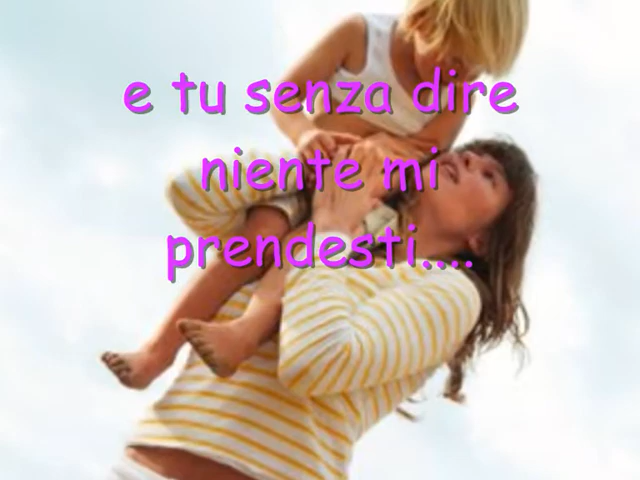 e tu senza dire
niente mi
prendesti....